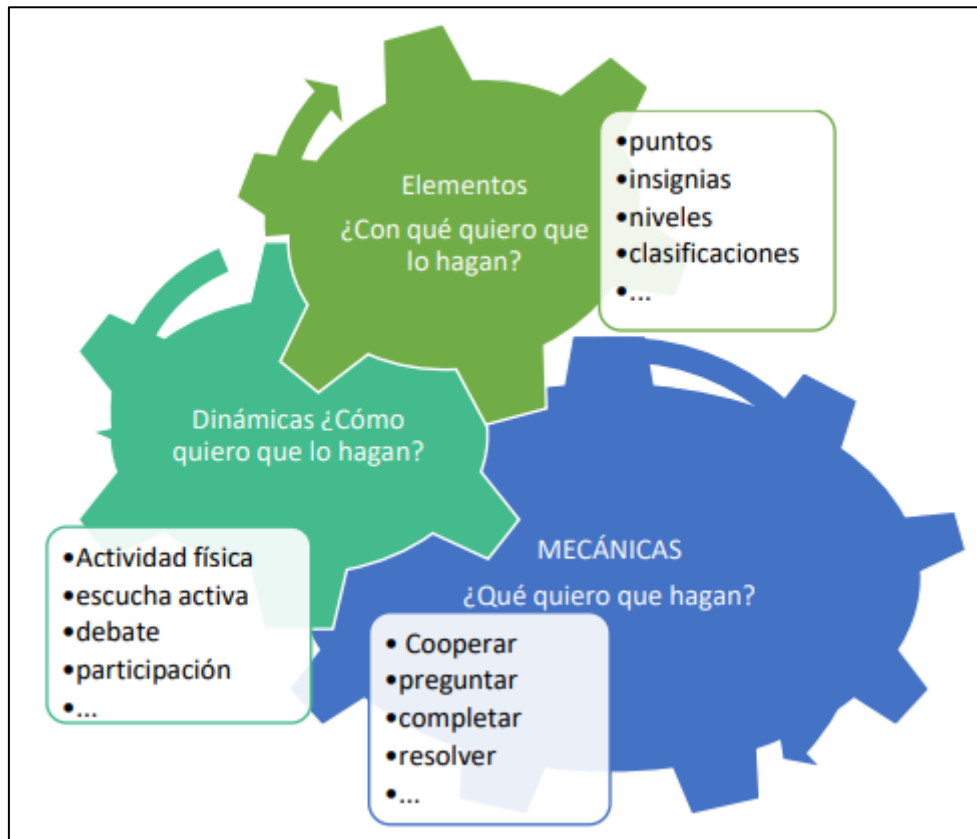 Elementos
¿Con qué quiero que
lo hagan?
•puntos
•insignias
•niveles
•clasificaciones
•...
Dinámicas ¿Cómo
quiero que lo hagan?
•Actividad física
•escucha activa
•debate
•participación
•...
MECÁNICAS
¿Qué quiero que hagan?
• Cooperar
•preguntar
•completar
•resolver
•...